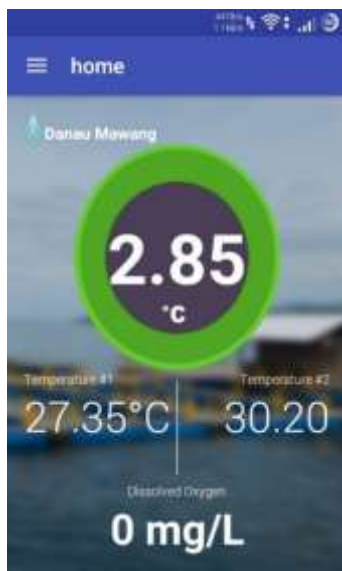 home
Danau Mawang
2.85
°C
Temperature #1 Temperature #2
27.35°C 30.20
Dissolved Oxygen
0 mg/L